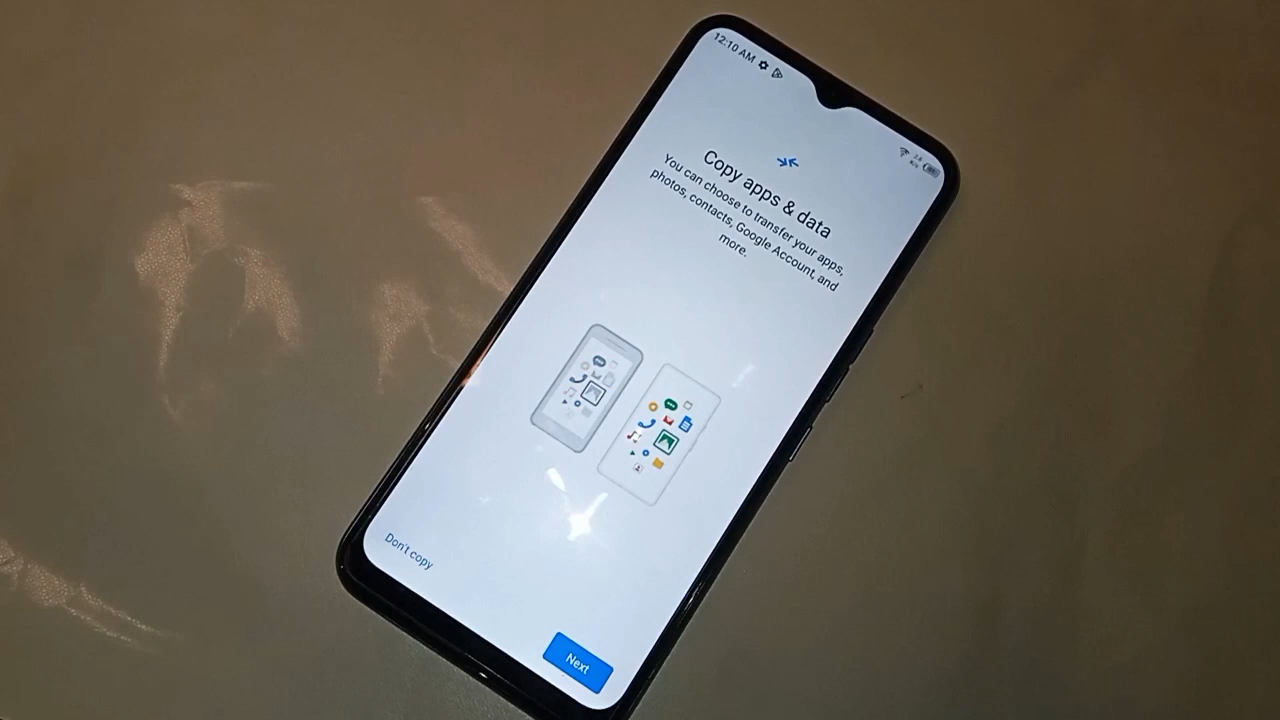 12:10 AM
Copy apps & data
You can choose to transfer your apps,
photos, contacts, Google Account, and
more.
Don't copy
Next